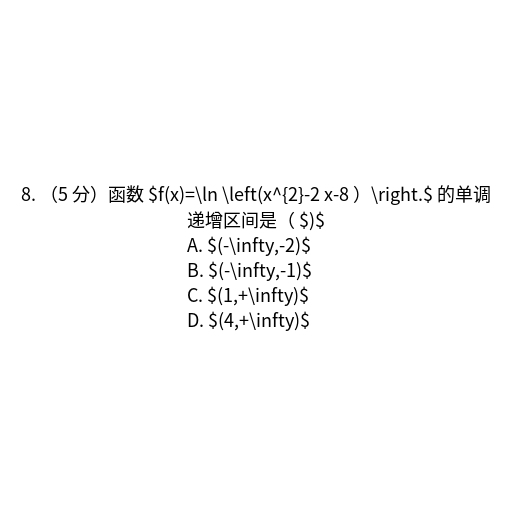 8. （5 分）函数 $f(x)=\ln \left(x^{2}-2 x-8 ）\right.$ 的单调
递增区间是（ $)$
A. $(-\infty,-2)$
B. $(-\infty,-1)$
C. $(1,+\infty)$
D. $(4,+\infty)$